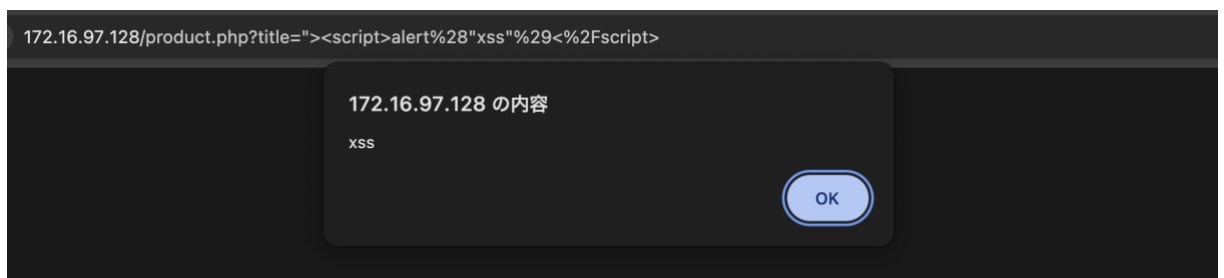 172.16.97.128/product.php?title="><script>alert%28"xss"%29<%2Fscript>
172.16.97.128 の内容
xss
OK